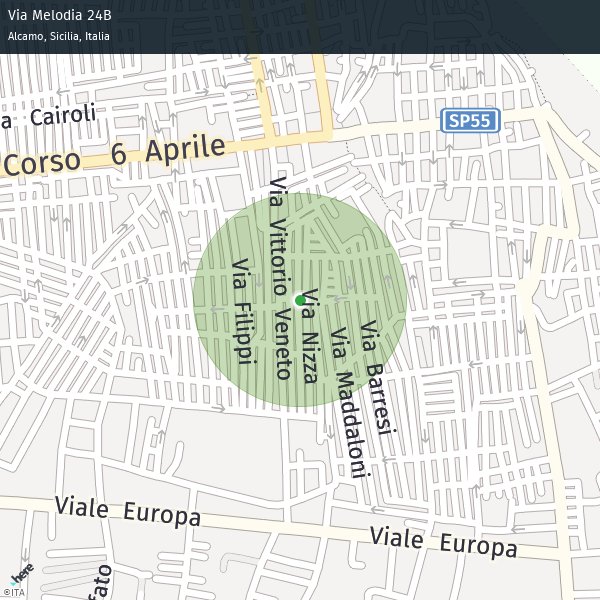 Via Melodia 24B
Alcamo, Sicilia, Italia
a Cairoli
SP55
Corso 6 Aprile
Via Vittorio Veneto
Via Filippi
Via Nizza
Via Barresi
Via Maddaloni
Viale Europa
Viale Europa
fato
here
©ITA